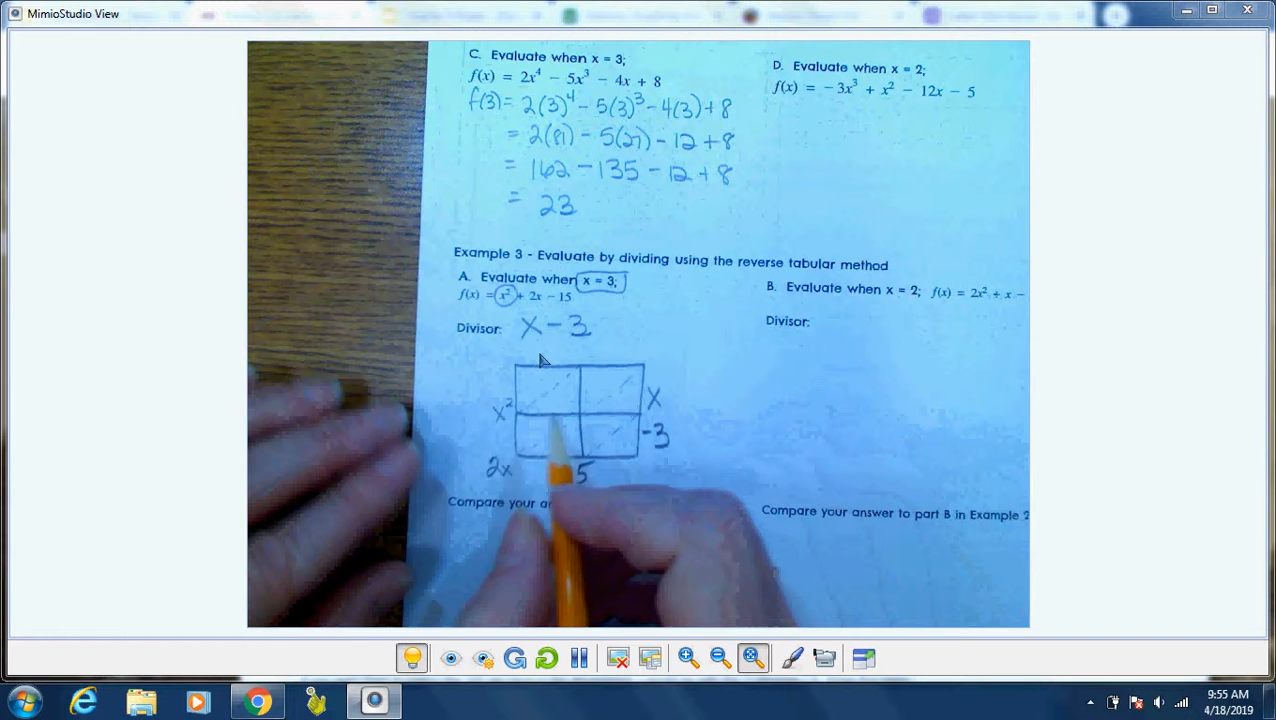 MimioStudio View
C. Evaluate when x = 3;
f(x) = 2x⁴ − 5x³ − 4x + 8
f(3) = 2(3)⁴ − 5(3)³ − 4(3) + 8
= 2(81) − 5(27) − 12 + 8
= 162 − 135 − 12 + 8
= 23
D. Evaluate when x = 2;
f(x) = − 3x³ + x² − 12x − 5
Example 3 - Evaluate by dividing using the reverse tabular method
A. Evaluate when x = 3;
f(x) = x² + 2x − 15
Divisor: x − 3
x²
x
-3
2x
5
Compare your
B. Evaluate when x = 2; f(x) = 2x² + x −
Divisor:
Compare your answer to part B in Example 2
9:55 AM
4/18/2019